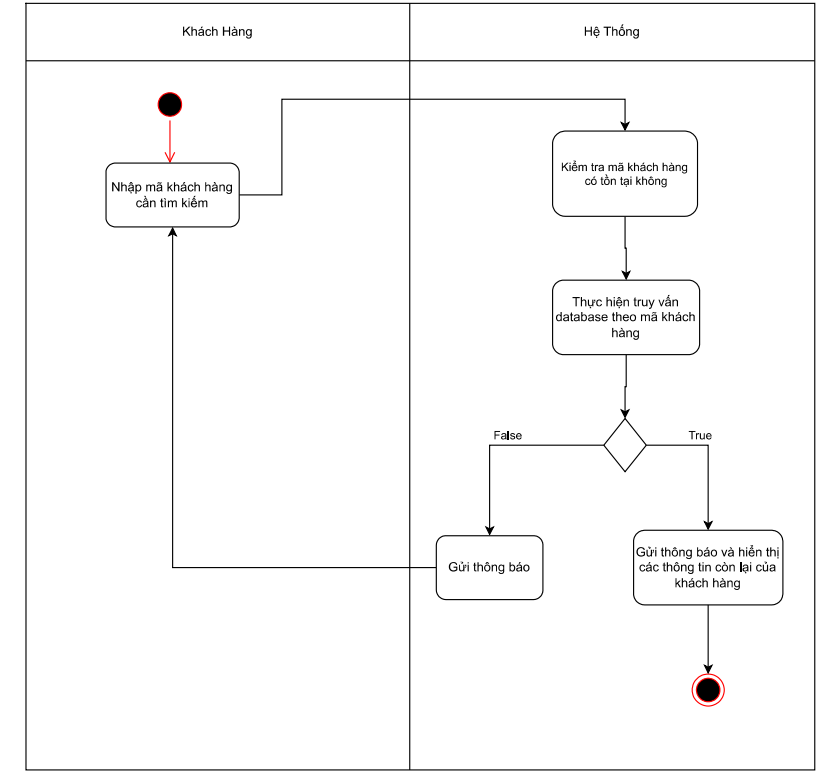 Khách Hàng
Hệ Thống
Nhập mã khách hàng
cần tìm kiếm
Kiểm tra mã khách hàng
có tồn tại không
Thực hiện truy vấn
database theo mã khách
hàng
False
True
Gửi thông báo
Gửi thông báo và hiển thị
các thông tin còn lại của
khách hàng